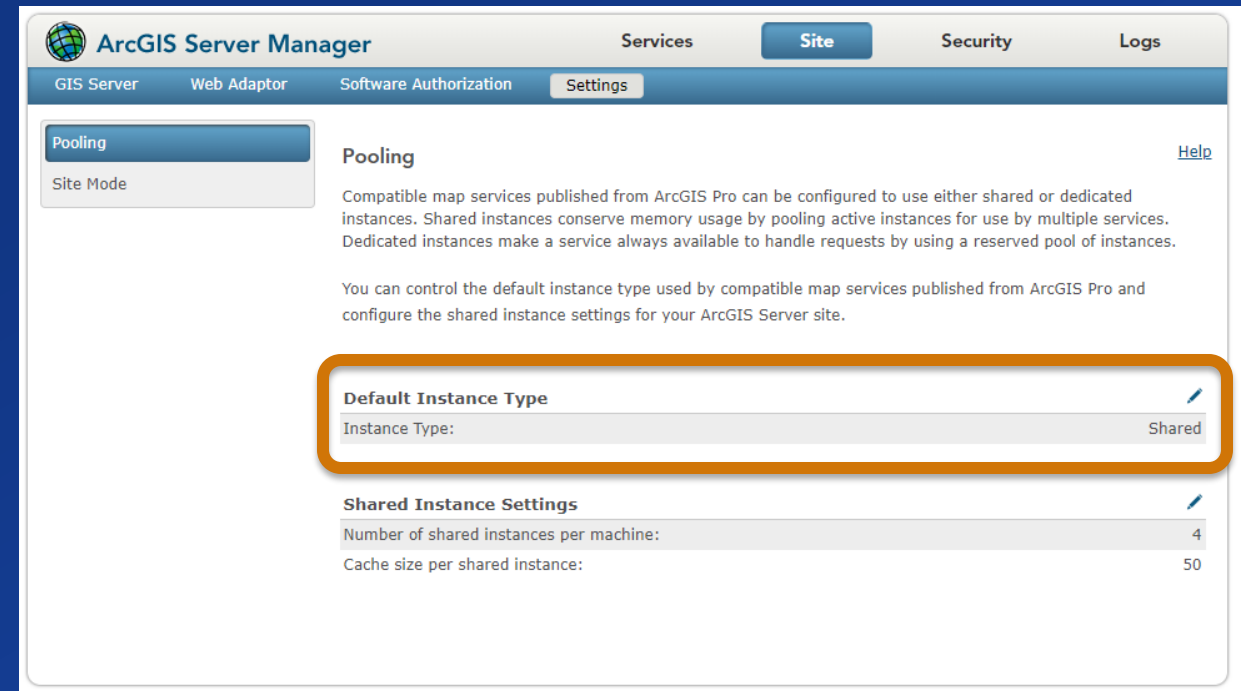 ArcGIS Server Manager
Services
Site
Security
Logs
GIS Server
Web Adaptor
Software Authorization
Settings
Pooling
Site Mode
Pooling
Help
Compatible map services published from ArcGIS Pro can be configured to use either shared or dedicated
instances. Shared instances conserve memory usage by pooling active instances for use by multiple services.
Dedicated instances make a service always available to handle requests by using a reserved pool of instances.
You can control the default instance type used by compatible map services published from ArcGIS Pro and
configure the shared instance settings for your ArcGIS Server site.
Default Instance Type
Instance Type: Shared
Shared Instance Settings
Number of shared instances per machine: 4
Cache size per shared instance: 50